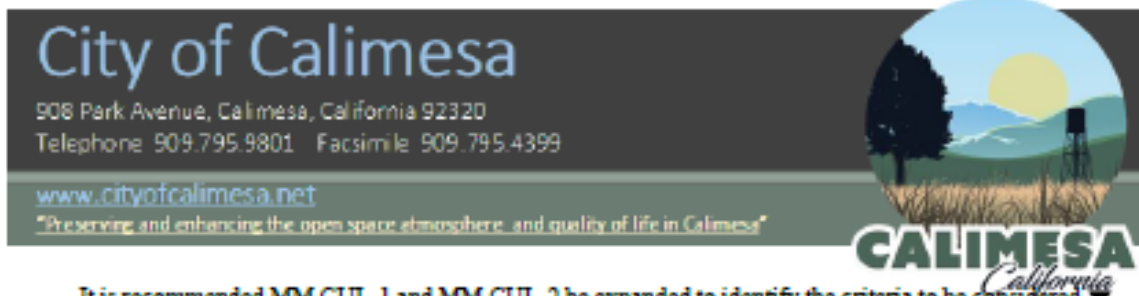 City of Calimesa
908 Park Avenue, Calimesa, California 92320
Telephone 909.795.9801 Facsimile 909.795.4399
www.cityofcalimesa.net
"Preserving and enhancing the open space atmosphere and quality of life in Calimesa"
CALIMESA
California
It is recommended MM CUL-1 and MM CUL-2 be expanded to identify the criteria to be